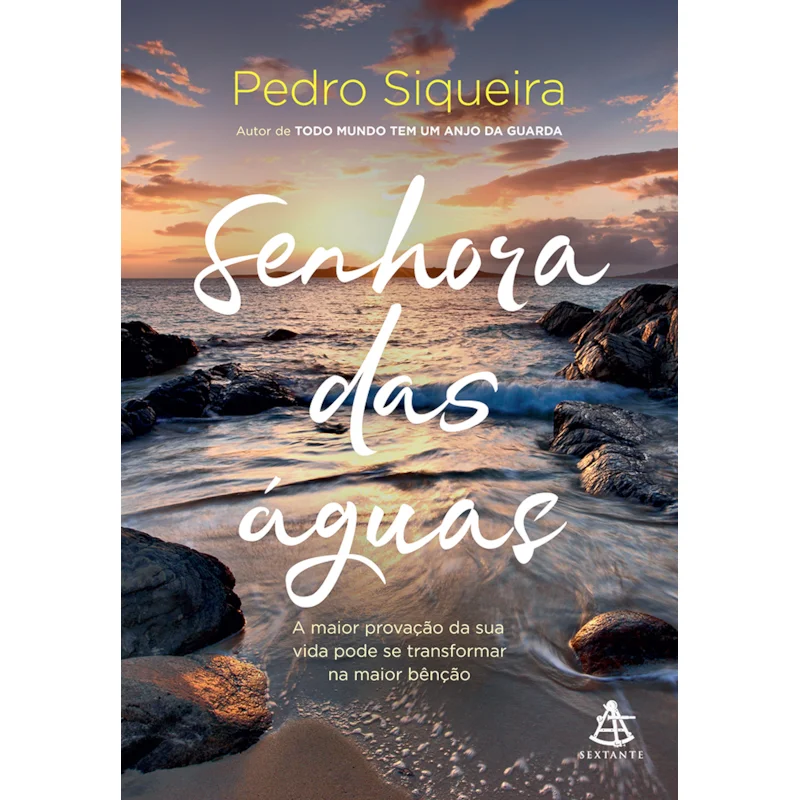 Pedro Siqueira
Autor de TODO MUNDO TEM UM ANJO DA GUARDA
Senhora
das
águas
A maior provação da sua
vida pode se transformar
na maior bênção
SEXTANTE